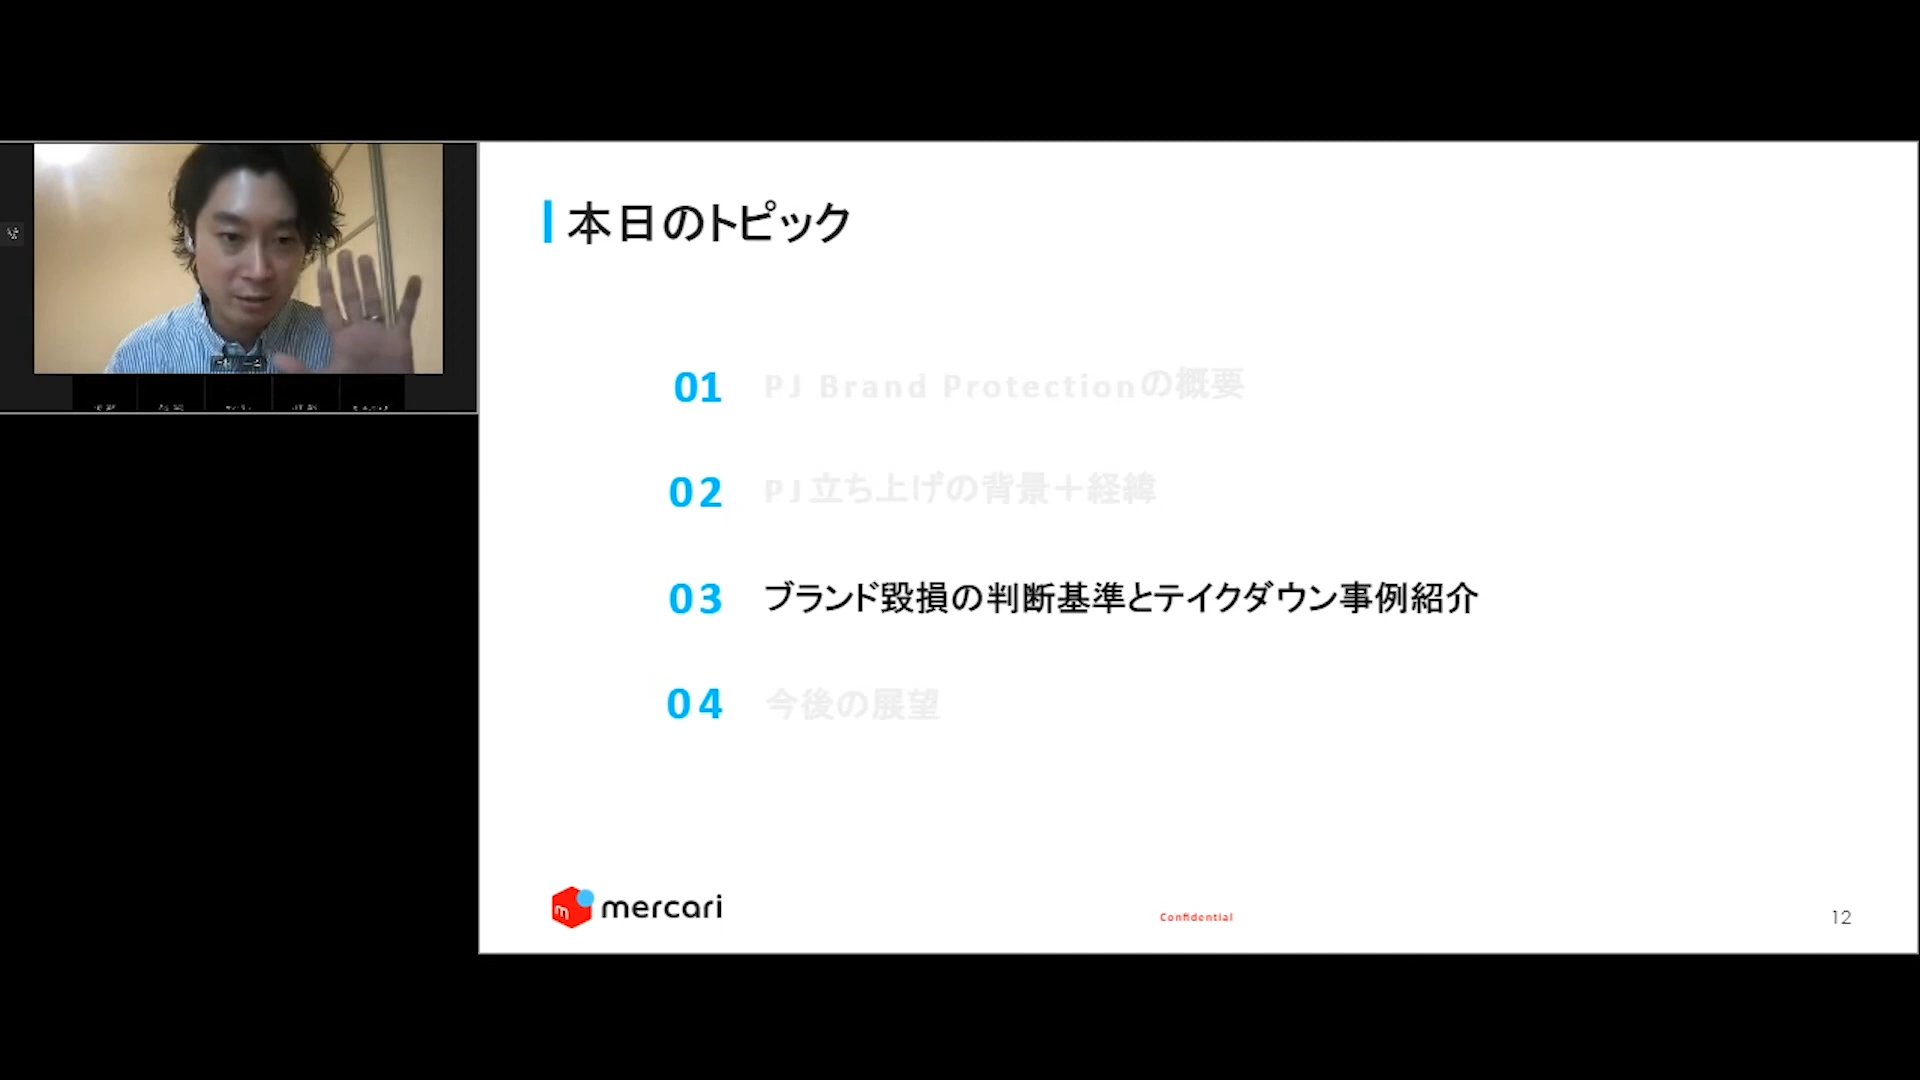 本日のトピック
01 PJ Brand Protectionの概要
02 PJ立ち上げの背景＋経緯
03 ブランド毀損の判断基準とテイクダウン事例紹介
04 今後の展望
m mercari
Confidential
12